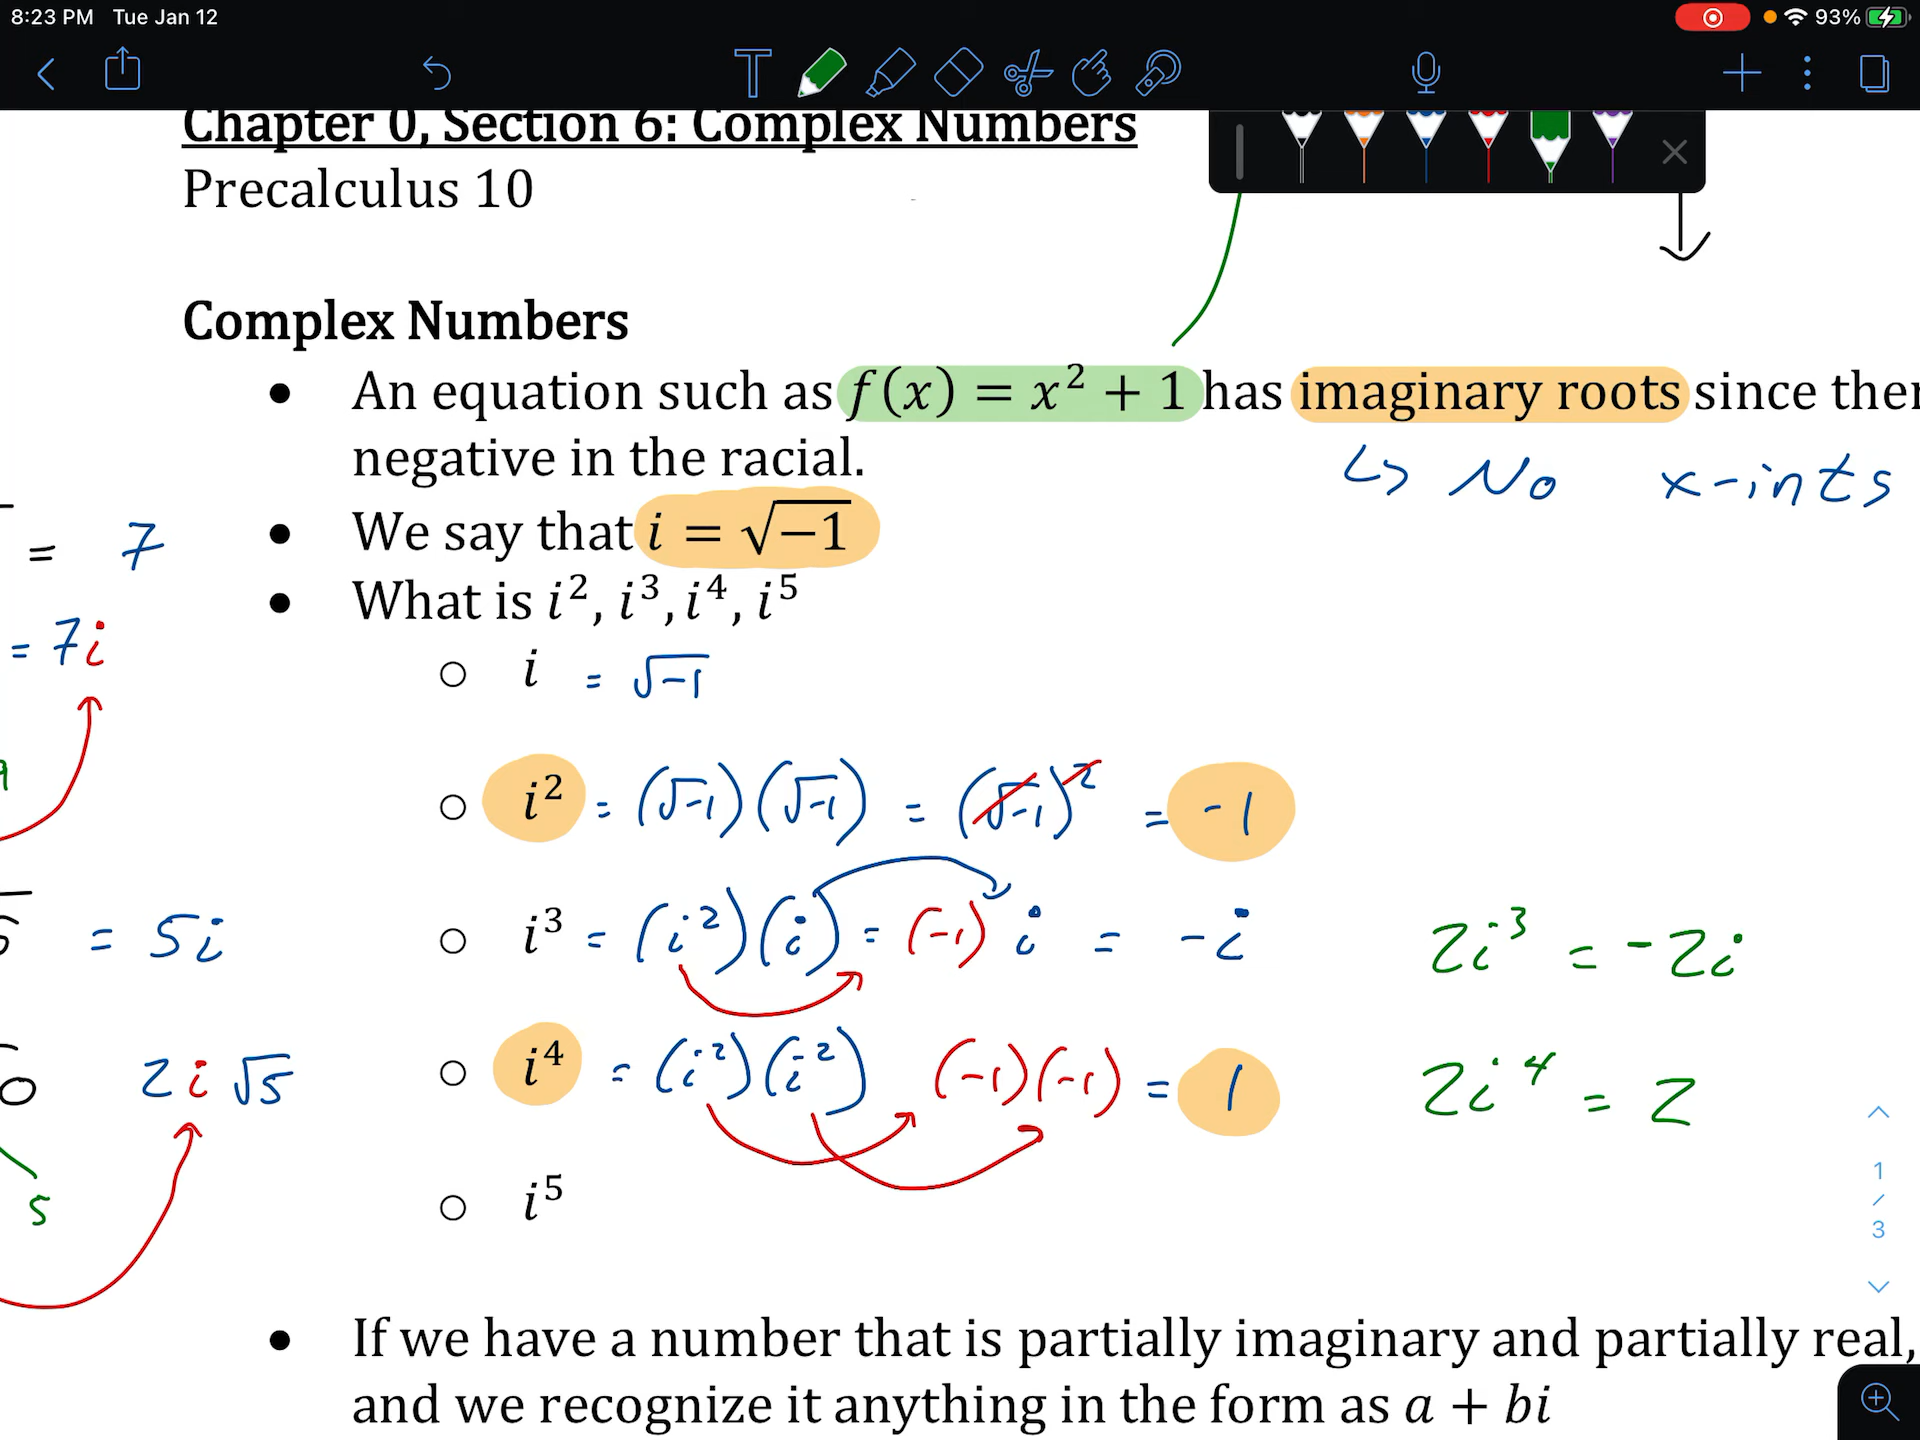 8:23 PM Tue Jan 12 93%
Chapter 0, Section 6: Complex Numbers
Precalculus 10
Complex Numbers
• An equation such as f(x) = x² + 1 has imaginary roots since ther
negative in the racial.
↳ No x-ints
• We say that i = √−1
= 7
• What is i², i³, i⁴, i⁵
= 7i
○ i = √-1
○ i² = (√-1)(√-1) = (√-1)² = -1
○ i³ = (i²)(i) = (-1) i = -i 2i³ = -2i
= 5i
○ i⁴ = (i²)(i²) (-1)(-1) = 1 2i⁴ = 2
2i√5
○ i⁵
5
1
/
3
• If we have a number that is partially imaginary and partially real,
and we recognize it anything in the form as a + bi